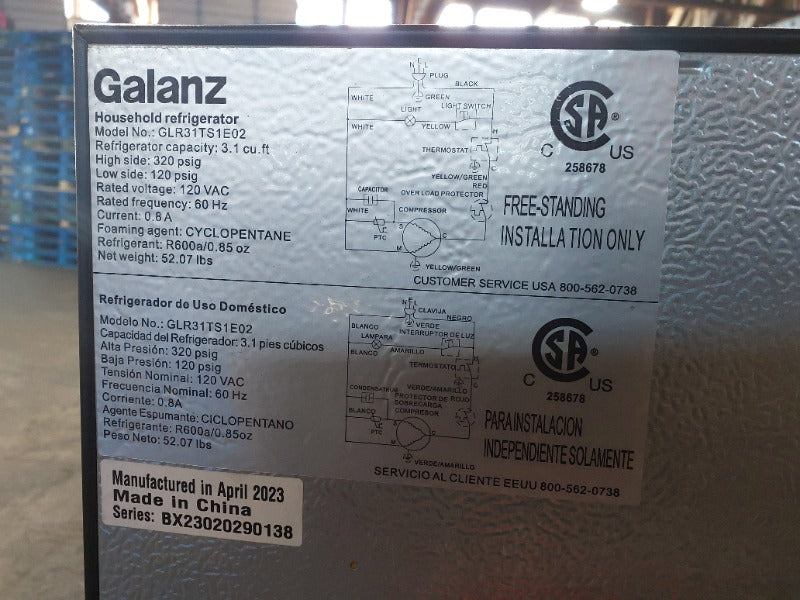 Galanz
Household refrigerator
Model No.: GLR31TS1E02
Refrigerator capacity: 3.1 cu.ft
High side: 320 psig
Low side: 120 psig
Rated voltage: 120 VAC
Rated frequency: 60 Hz
Current: 0.8 A
Foaming agent: CYCLOPENTANE
Refrigerant: R600a/0.85 oz
Net weight: 52.07 lbs
N L
PLUG
BLACK
WHITE
GREEN
LIGHT
LIGHT SWITCH
WHITE
YELLOW
THERMOSTAT
YELLOW/GREEN
RED
CAPACITOR
OVER LOAD PROTECTOR
WHITE
COMPRESSOR
S
PTC
M
C
YELLOW/GREEN
CSA®
C US
258678
FREE-STANDING
INSTALLATION ONLY
CUSTOMER SERVICE USA 800-562-0738
Refrigerador de Uso Doméstico
Modelo No.: GLR31TS1E02
Capacidad del Refrigerador: 3.1 pies cúbicos
Alta Presión: 320 psig
Baja Presión: 120 psig
Tensión Nominal: 120 VAC
Frecuencia Nominal: 60 Hz
Corriente: 0.8A
Agente Espumante: CICLOPENTANO
Refrigerante: R600a/0.85oz
Peso Neto: 52.07 lbs
N L
CLAVIJA
NEGRO
BLANCO
VERDE
LAMPARA
INTERRUPTOR DE LUZ
BLANCO
AMARILLO
TERMOSTATO
VERDE/AMARILLO
CONDENSATEUR
PROTECTOR DE ROJO
SOBRECARGA
BLANCO
COMPRESOR
S
PTC
M
C
VERDE/AMARILLO
CSA®
C US
258678
PARA INSTALACION
INDEPENDIENTE SOLAMENTE
SERVICIO AL CLIENTE EEUU 800-562-0738
Manufactured in April 2023
Made in China
Series: BX23020290138